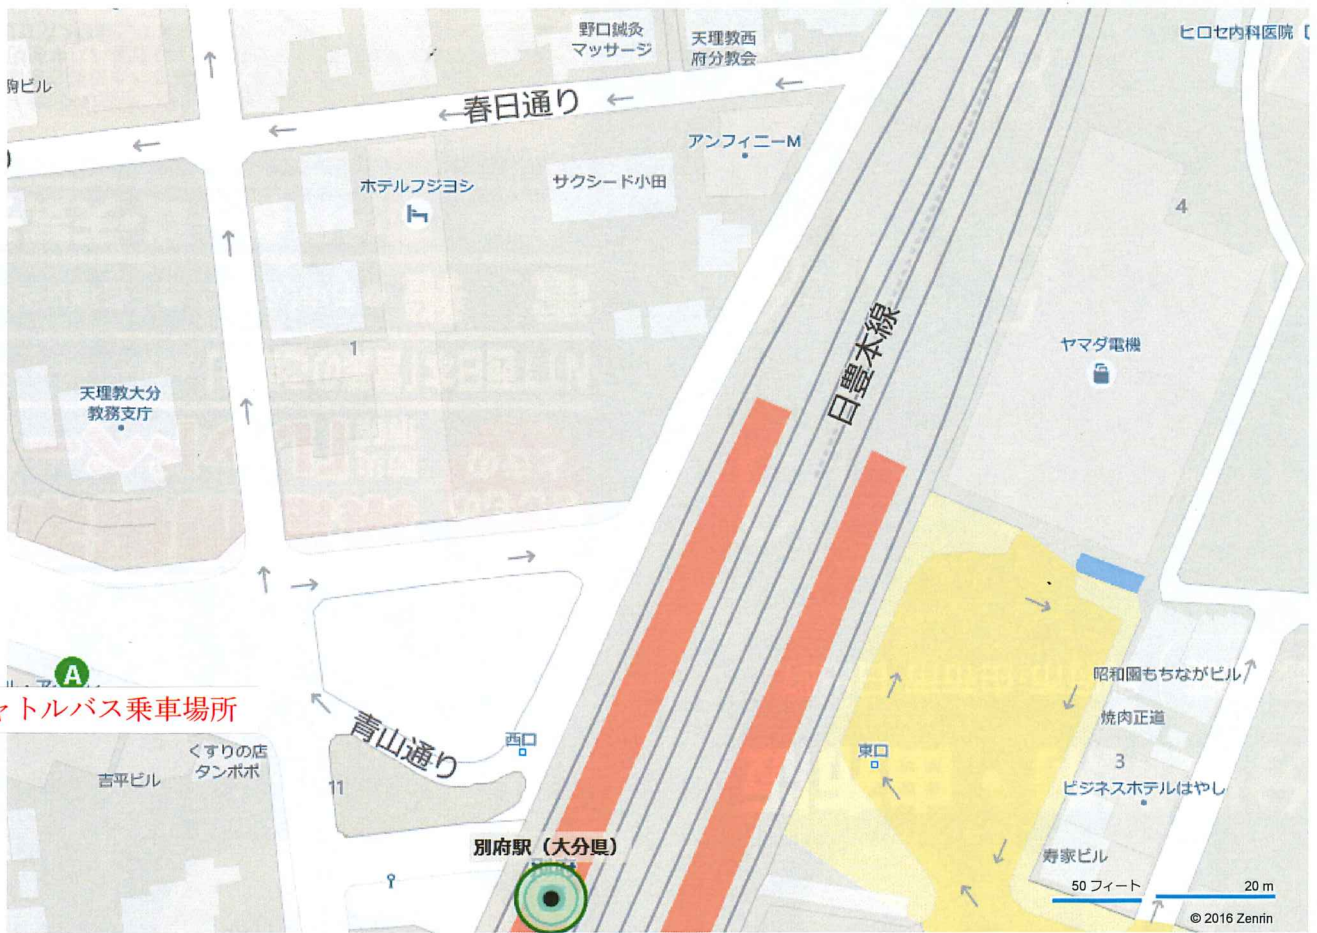 野口鍼灸
マッサージ
天理教西
府分教会
ヒロセ内科医院
駒ビル
春日通り
アンフィニーM
ホテルフジヨシ
サクシード小田
4
日豊本線
1
ヤマダ電機
天理教大分
教務支庁
A
トルバス乗車場所
昭和園もちながビル
焼肉正道
青山通り
西口
東口
くすりの店
タンポポ
吉平ビル
11
3
ビジネスホテルはやし
別府駅（大分県）
寿家ビル
50 フィート
20 m
© 2016 Zenrin